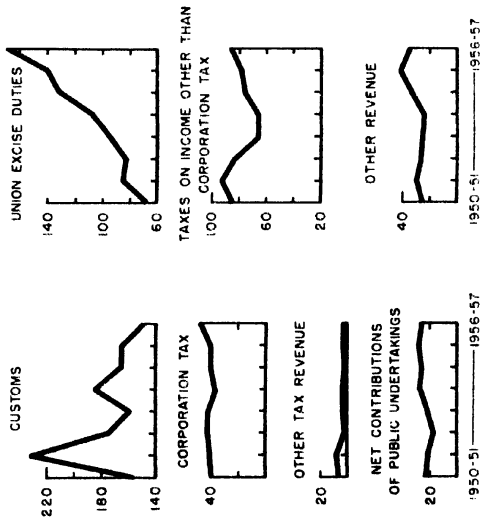 CUSTOMS
220
180
140
UNION EXCISE DUTIES
140
100
60
CORPORATION TAX
40
TAXES ON INCOME OTHER THAN
CORPORATION TAX
100
60
20
OTHER TAX REVENUE
20
NET CONTRIBUTIONS
OF PUBLIC UNDERTAKINGS
20
1950-51——1956-57
OTHER REVENUE
40
1950-51——1956-57